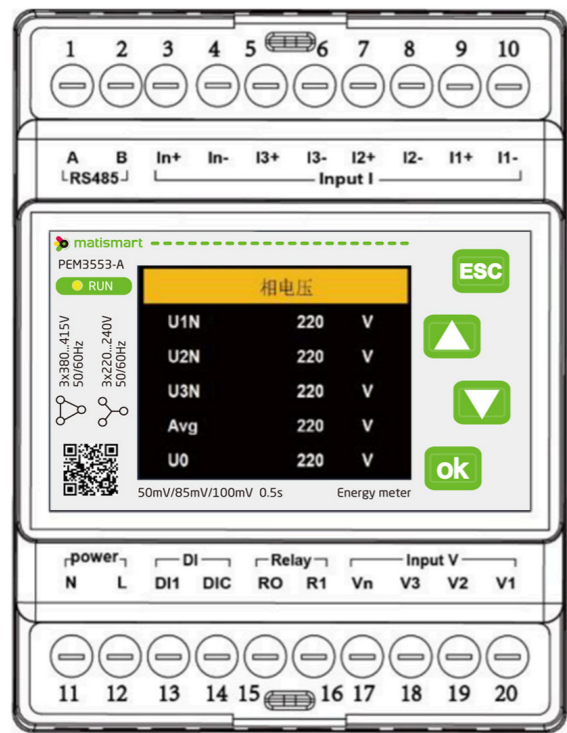 1 2 3 4 5 6 7 8 9 10
A B In+ In- I3+ I3- I2+ I2- I1+ I1-
RS485 Input I
matismart
PEM3553-A
RUN
3x380...415V
50/60Hz
3x220...240V
50/60Hz
相电压
U1N 220 V
U2N 220 V
U3N 220 V
Avg 220 V
U0 220 V
ESC
ok
50mV/85mV/100mV 0.5s Energy meter
power DI Relay Input V
N L DI1 DIC RO R1 Vn V3 V2 V1
11 12 13 14 15 16 17 18 19 20